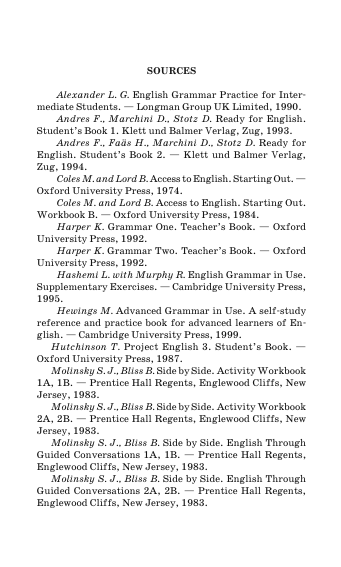 SOURCES
Alexander L. G. English Grammar Practice for Inter-
mediate Students. — Longman Group UK Limited, 1990.
Andres F., Marchini D., Stotz D. Ready for English.
Student's Book 1. Klett und Balmer Verlag, Zug, 1993.
Andres F., Faäs H., Marchini D., Stotz D. Ready for
English. Student's Book 2. — Klett und Balmer Verlag,
Zug, 1994.
Coles M. and Lord B. Access to English. Starting Out. —
Oxford University Press, 1974.
Coles M. and Lord B. Access to English. Starting Out.
Workbook B. — Oxford University Press, 1984.
Harper K. Grammar One. Teacher's Book. — Oxford
University Press, 1992.
Harper K. Grammar Two. Teacher's Book. — Oxford
University Press, 1992.
Hashemi L. with Murphy R. English Grammar in Use.
Supplementary Exercises. — Cambridge University Press,
1995.
Hewings M. Advanced Grammar in Use. A self-study
reference and practice book for advanced learners of En-
glish. — Cambridge University Press, 1999.
Hutchinson T. Project English 3. Student's Book. —
Oxford University Press, 1987.
Molinsky S. J., Bliss B. Side by Side. Activity Workbook
1A, 1B. — Prentice Hall Regents, Englewood Cliffs, New
Jersey, 1983.
Molinsky S. J., Bliss B. Side by Side. Activity Workbook
2A, 2B. — Prentice Hall Regents, Englewood Cliffs, New
Jersey, 1983.
Molinsky S. J., Bliss B. Side by Side. English Through
Guided Conversations 1A, 1B. — Prentice Hall Regents,
Englewood Cliffs, New Jersey, 1983.
Molinsky S. J., Bliss B. Side by Side. English Through
Guided Conversations 2A, 2B. — Prentice Hall Regents,
Englewood Cliffs, New Jersey, 1983.